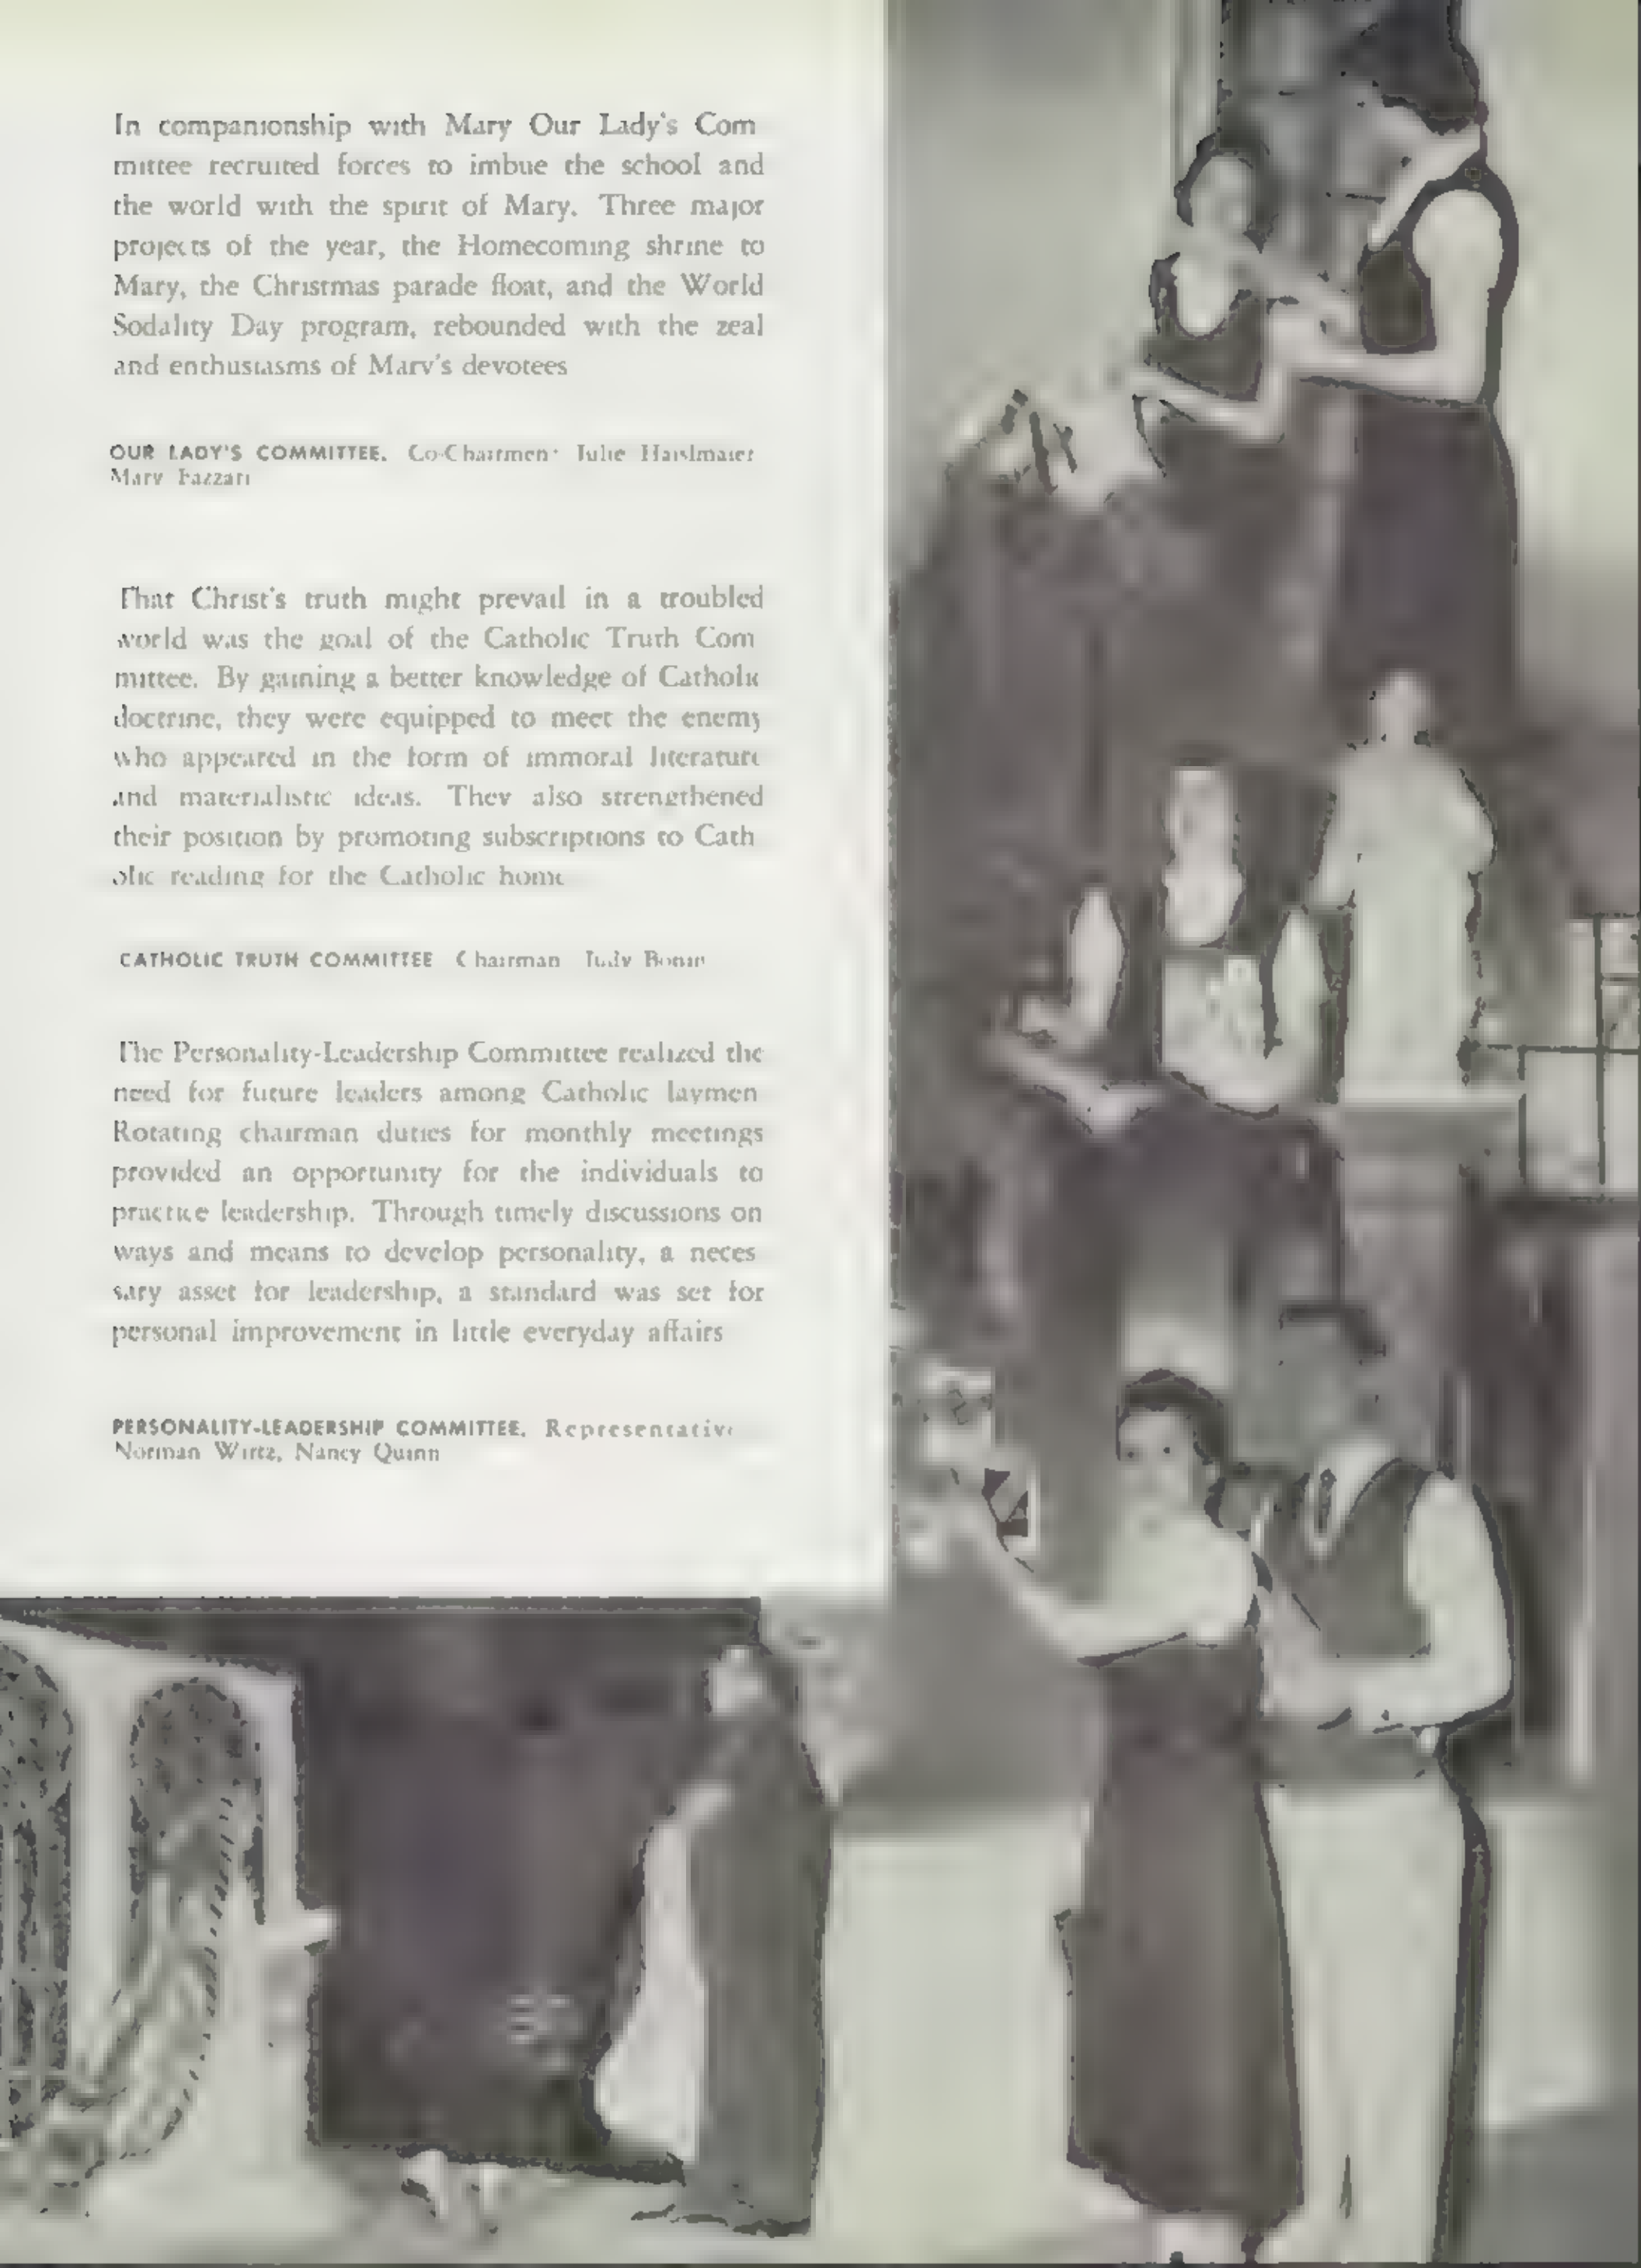 In companionship with Mary Our Lady's Com
mittee recruited forces to imbue the school and
the world with the spirit of Mary. Three major
projects of the year, the Homecoming shrine to
Mary, the Christmas parade float, and the World
Sodality Day program, rebounded with the zeal
and enthusiasms of Mary's devotees
OUR LADY'S COMMITTEE. Co-Chairmen: Julie Haislmaier
Mary Fazzari
That Christ's truth might prevail in a troubled
world was the goal of the Catholic Truth Com
mittee. By gaining a better knowledge of Catholic
doctrine, they were equipped to meet the enemy
who appeared in the form of immoral literature
and materialistic ideas. They also strengthened
their position by promoting subscriptions to Cath
olic reading for the Catholic home
CATHOLIC TRUTH COMMITTEE Chairman Judy
The Personality-Leadership Committee realized the
need for future leaders among Catholic laymen
Rotating chairman duties for monthly meetings
provided an opportunity for the individuals to
practice leadership. Through timely discussions on
ways and means to develop personality, a neces
sary asset for leadership, a standard was set for
personal improvement in little everyday affairs
PERSONALITY-LEADERSHIP COMMITTEE. Representative
Norman Wirtz, Nancy Quinn